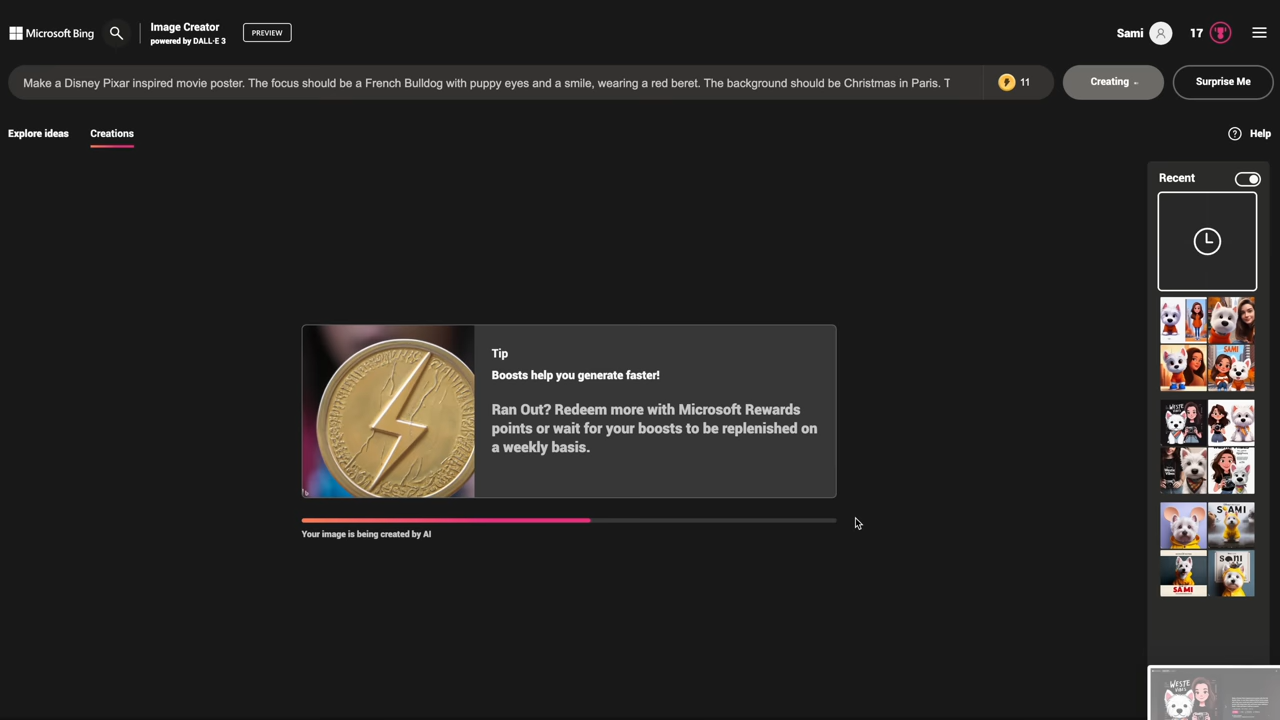 Microsoft Bing
Image Creator
powered by DALL·E 3
PREVIEW
Sami
17
Make a Disney Pixar inspired movie poster. The focus should be a French Bulldog with puppy eyes and a smile, wearing a red beret. The background should be Christmas in Paris. T
11
Creating
Surprise Me
Explore ideas
Creations
Help
Recent
Tip
Boosts help you generate faster!
Ran Out? Redeem more with Microsoft Rewards
points or wait for your boosts to be replenished on
a weekly basis.
Your image is being created by AI
SAMI
WESTE
SAMI
SAMI